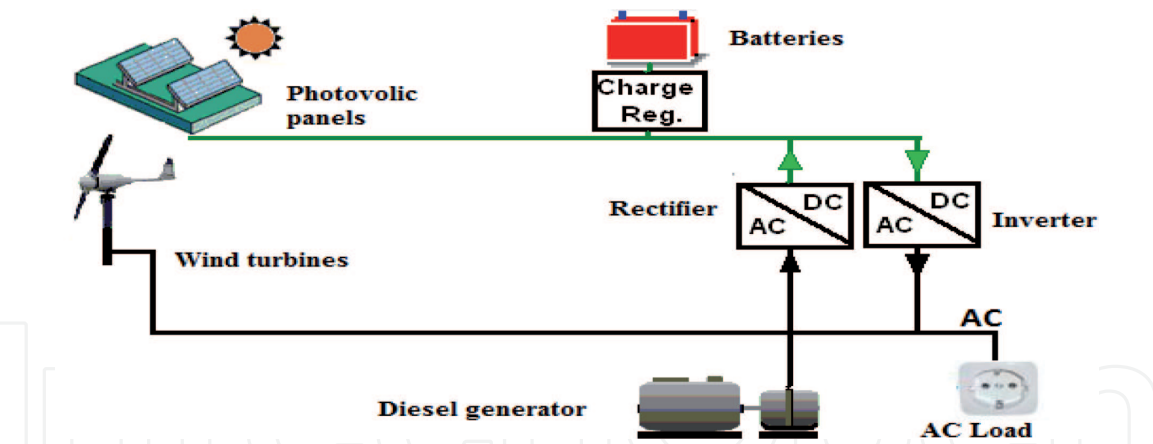 Batteries
Photovolic
panels
Charge
Reg.
Rectifier
DC
AC
DC
AC
Inverter
Wind turbines
AC
Diesel generator
AC Load